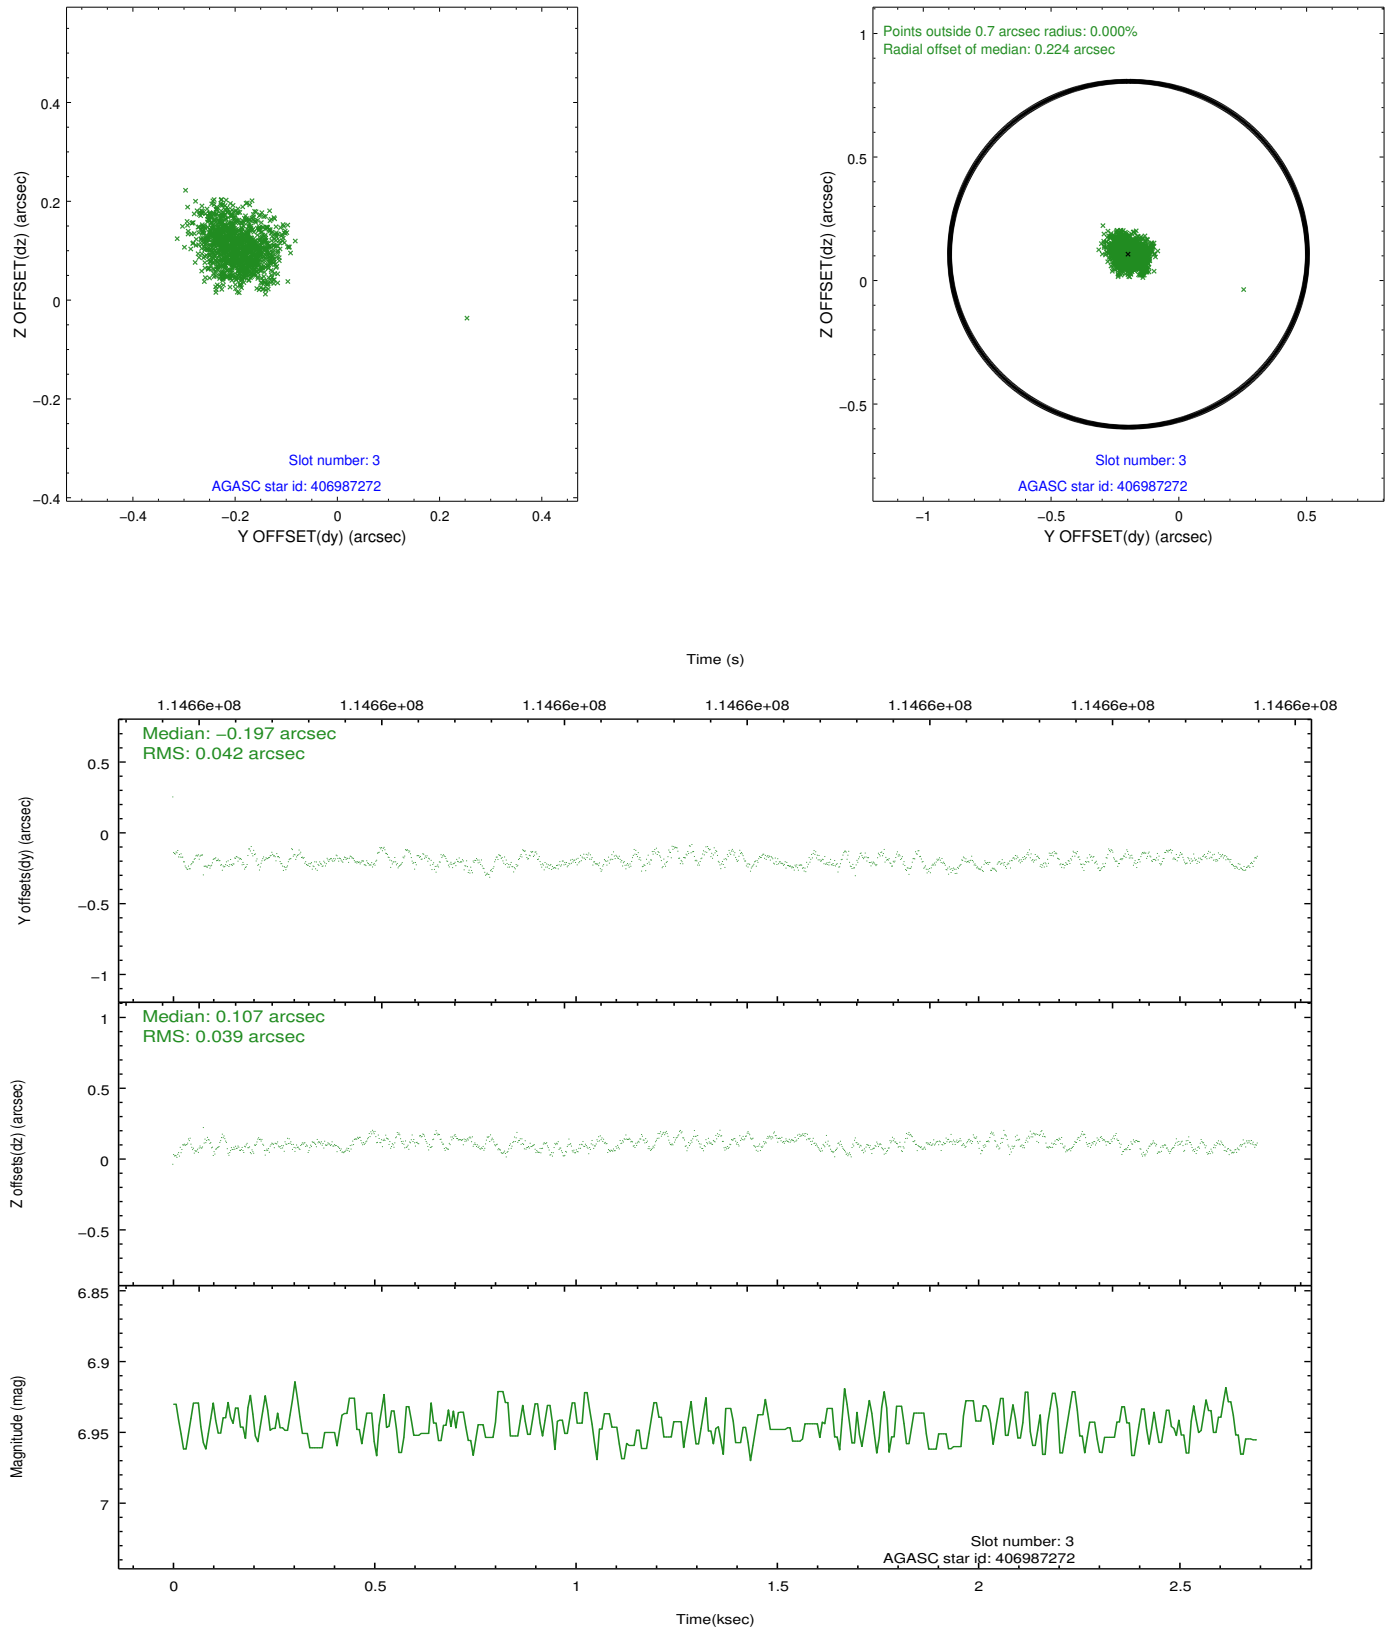 0.4
0.2
0
−0.2
−0.4
Z OFFSET(dz) (arcsec)
Slot number: 3
AGASC star id: 406987272
−0.4
−0.2
0
0.2
0.4
Y OFFSET(dy) (arcsec)
Points outside 0.7 arcsec radius: 0.000%
Radial offset of median: 0.224 arcsec
1
0.5
0
−0.5
Z OFFSET(dz) (arcsec)
Slot number: 3
AGASC star id: 406987272
−1
−0.5
0
0.5
Y OFFSET(dy) (arcsec)
Time (s)
1.1466e+08
1.1466e+08
1.1466e+08
1.1466e+08
1.1466e+08
1.1466e+08
1.1466e+08
Median: −0.197 arcsec
RMS: 0.042 arcsec
0.5
0
−0.5
−1
Y offsets(dy) (arcsec)
Median: 0.107 arcsec
RMS: 0.039 arcsec
1
0.5
0
−0.5
Z offsets(dz) (arcsec)
6.85
6.9
6.95
7
Magnitude (mag)
Slot number: 3
AGASC star id: 406987272
0
0.5
1
1.5
2
2.5
Time(ksec)